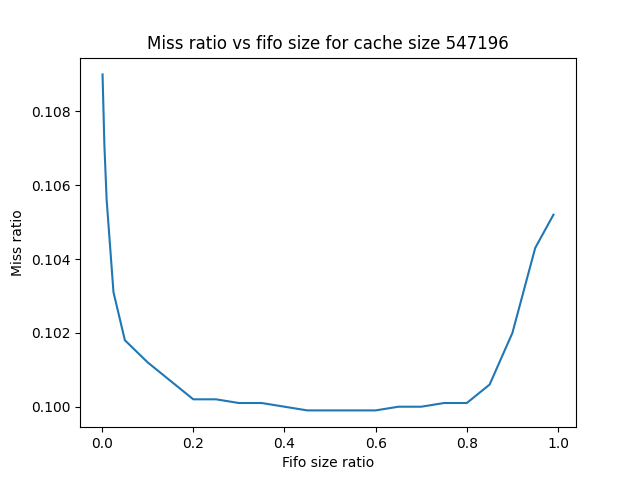 Miss ratio vs fifo size for cache size 547196
Miss ratio
0.108
0.106
0.104
0.102
0.100
0.0 0.2 0.4 0.6 0.8 1.0
Fifo size ratio